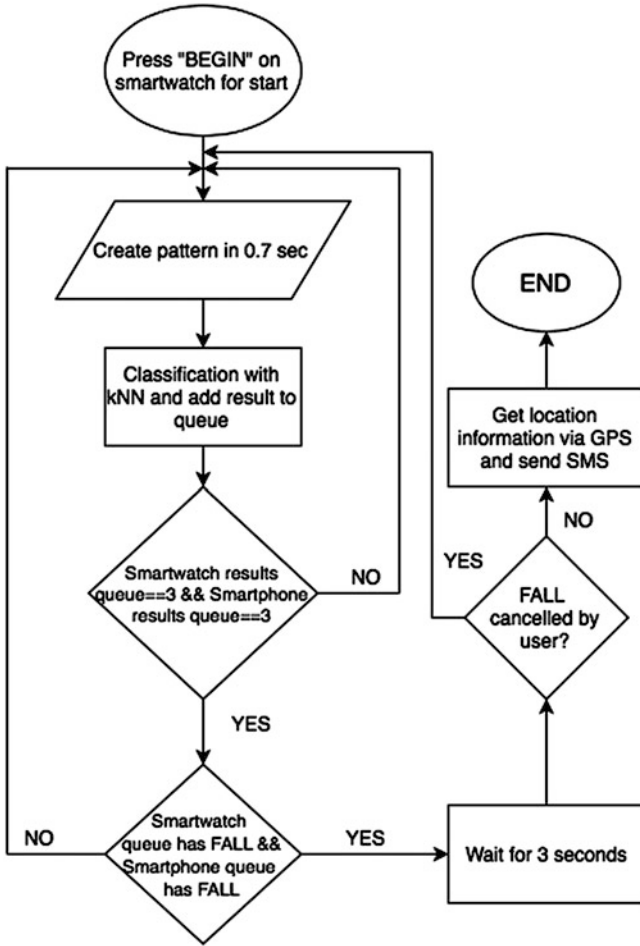 Press "BEGIN" on
smartwatch for start
Create pattern in 0.7 sec
Classification with
kNN and add result to
queue
Smartwatch results
queue==3 && Smartphone
results queue==3
NO
YES
Smartwatch
queue has FALL &&
Smartphone queue
has FALL
NO
YES
Wait for 3 seconds
FALL
cancelled by
user?
YES
NO
Get location
information via GPS
and send SMS
END